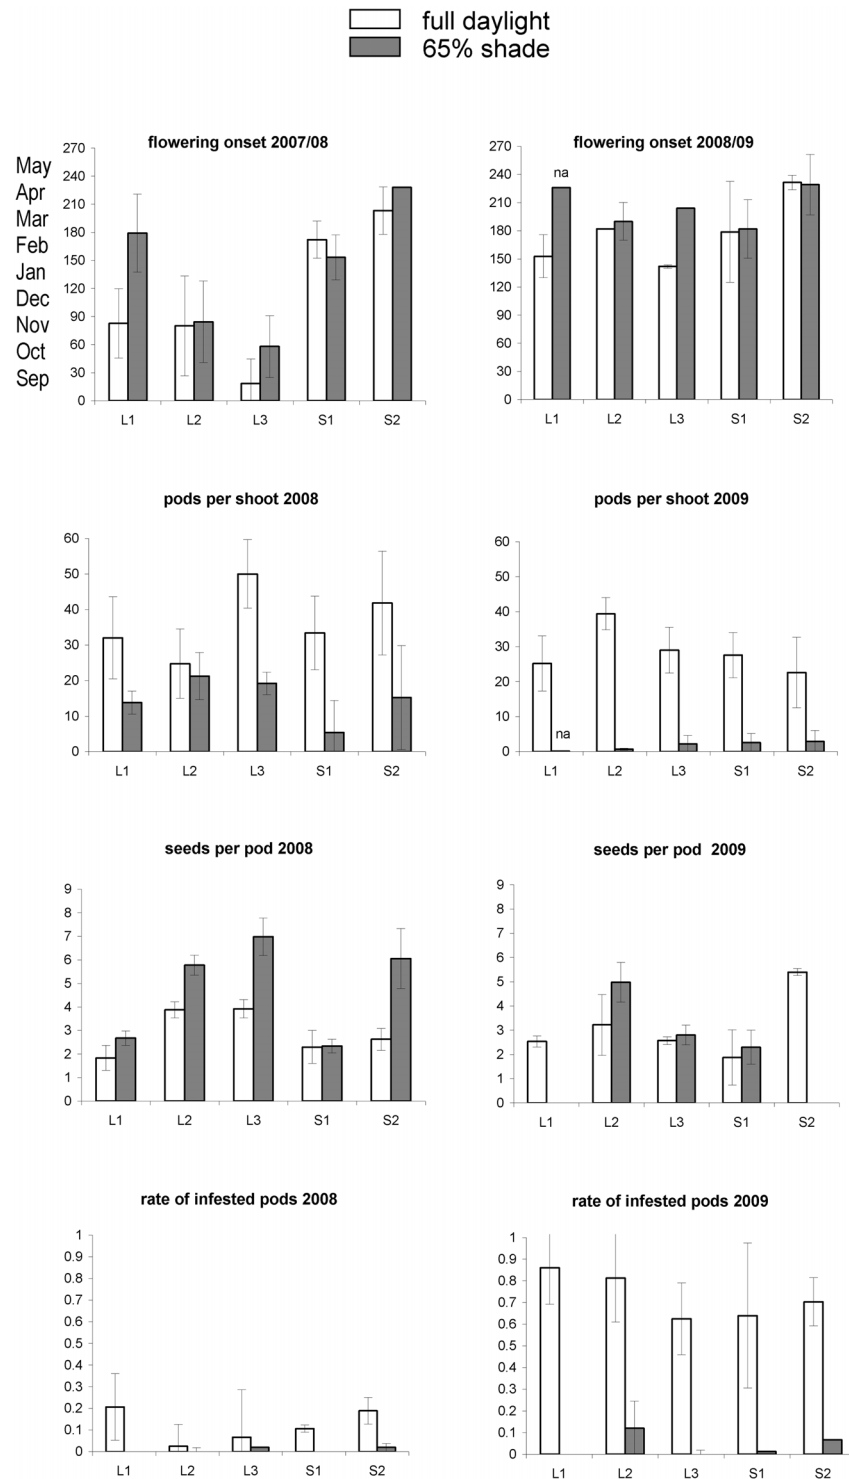 full daylight
65% shade
flowering onset 2007/08
270
240
210
180
150
120
90
60
30
0
May
Apr
Mar
Feb
Jan
Dec
Nov
Oct
Sep
L1 L2 L3 S1 S2
flowering onset 2008/09
270
240
210
180
150
120
90
60
30
0
na
L1 L2 L3 S1 S2
pods per shoot 2008
60
50
40
30
20
10
0
L1 L2 L3 S1 S2
pods per shoot 2009
60
50
40
30
20
10
0
na
L1 L2 L3 S1 S2
seeds per pod 2008
9
8
7
6
5
4
3
2
1
0
L1 L2 L3 S1 S2
seeds per pod 2009
9
8
7
6
5
4
3
2
1
0
L1 L2 L3 S1 S2
rate of infested pods 2008
1
0.9
0.8
0.7
0.6
0.5
0.4
0.3
0.2
0.1
0
L1 L2 L3 S1 S2
rate of infested pods 2009
1
0.9
0.8
0.7
0.6
0.5
0.4
0.3
0.2
0.1
0
L1 L2 L3 S1 S2